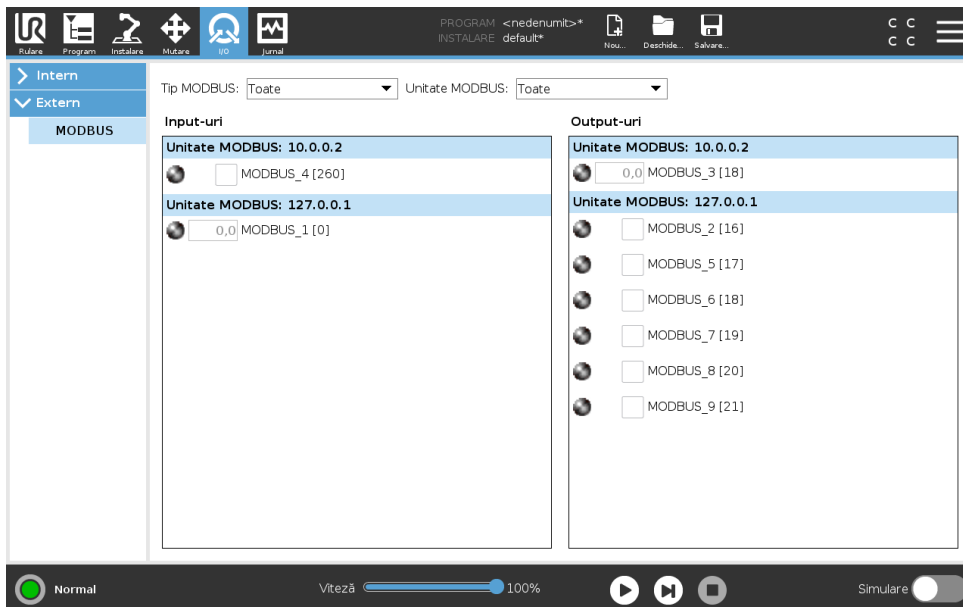 PROGRAM <nedenumit>*
INSTALARE default*
C C
C C
Rulare Program Instalare Mutare I/O Jurnal Nou... Deschide... Salvare...
Intern
Extern
MODBUS
Tip MODBUS: Toate Unitate MODBUS: Toate
Input-uri
Unitate MODBUS: 10.0.0.2
MODBUS_4 [260]
Unitate MODBUS: 127.0.0.1
0,0 MODBUS_1 [0]
Output-uri
Unitate MODBUS: 10.0.0.2
0,0 MODBUS_3 [18]
Unitate MODBUS: 127.0.0.1
MODBUS_2 [16]
MODBUS_5 [17]
MODBUS_6 [18]
MODBUS_7 [19]
MODBUS_8 [20]
MODBUS_9 [21]
Normal Viteză 100% Simulare